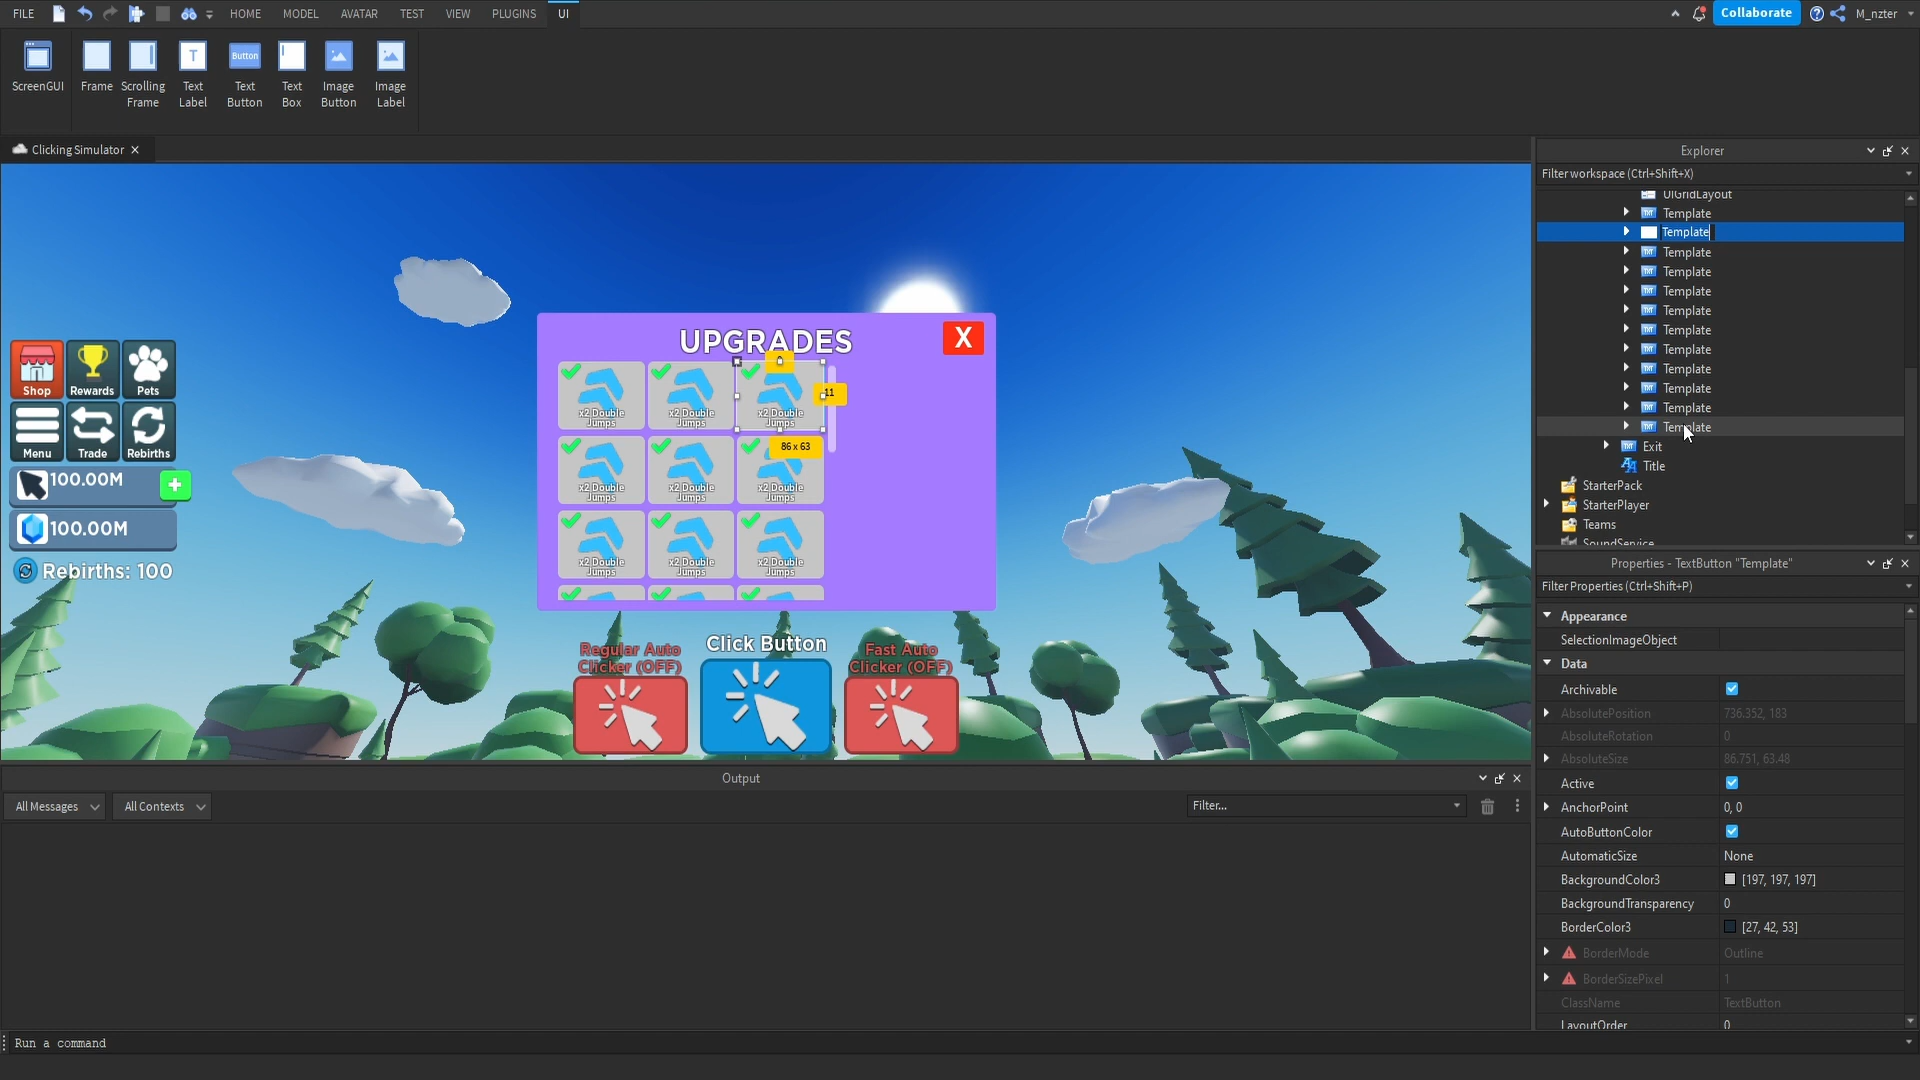 FILE
HOME
MODEL
AVATAR
TEST
VIEW
PLUGINS
UI
Collaborate
M_nzter
ScreenGUI
Frame
Scrolling
Frame
T
Text
Label
Button
Text
Button
Text
Box
Image
Button
Image
Label
Clicking Simulator
Shop
Rewards
Pets
Menu
Trade
Rebirths
100.00M
+
100.00M
Rebirths: 100
UPGRADES
X
x2 Double
Jumps
x2 Double
Jumps
x2 Double
Jumps
11
86 x 63
x2 Double
Jumps
x2 Double
Jumps
x2 Double
Jumps
x2 Double
Jumps
x2 Double
Jumps
x2 Double
Jumps
Regular Auto
Clicker (OFF)
Click Button
Fast Auto
Clicker (OFF)
Output
All Messages
All Contexts
Filter...
Run a command
Explorer
Filter workspace (Ctrl+Shift+X)
UIGridLayout
Template
Template
Template
Template
Template
Template
Template
Template
Template
Template
Template
Template
Exit
Title
StarterPack
StarterPlayer
Teams
SoundService
Properties - TextButton "Template"
Filter Properties (Ctrl+Shift+P)
Appearance
SelectionImageObject
Data
Archivable
AbsolutePosition 736.352, 183
AbsoluteRotation 0
AbsoluteSize 86.751, 63.48
Active
AnchorPoint 0, 0
AutoButtonColor
AutomaticSize None
BackgroundColor3 [197, 197, 197]
BackgroundTransparency 0
BorderColor3 [27, 42, 53]
BorderMode Outline
BorderSizePixel 1
ClassName TextButton
LayoutOrder 0